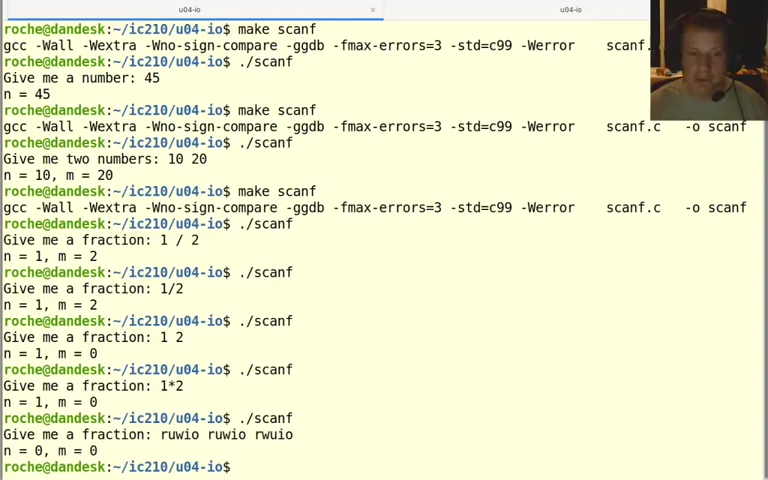 u04-io
u04-io
roche@dandesk:~/ic210/u04-io$ make scanf
gcc -Wall -Wextra -Wno-sign-compare -ggdb -fmax-errors=3 -std=c99 -Werror scanf.
roche@dandesk:~/ic210/u04-io$ ./scanf
Give me a number: 45
n = 45
roche@dandesk:~/ic210/u04-io$ make scanf
gcc -Wall -Wextra -Wno-sign-compare -ggdb -fmax-errors=3 -std=c99 -Werror scanf.c -o scanf
roche@dandesk:~/ic210/u04-io$ ./scanf
Give me two numbers: 10 20
n = 10, m = 20
roche@dandesk:~/ic210/u04-io$ make scanf
gcc -Wall -Wextra -Wno-sign-compare -ggdb -fmax-errors=3 -std=c99 -Werror scanf.c -o scanf
roche@dandesk:~/ic210/u04-io$ ./scanf
Give me a fraction: 1 / 2
n = 1, m = 2
roche@dandesk:~/ic210/u04-io$ ./scanf
Give me a fraction: 1/2
n = 1, m = 2
roche@dandesk:~/ic210/u04-io$ ./scanf
Give me a fraction: 1 2
n = 1, m = 0
roche@dandesk:~/ic210/u04-io$ ./scanf
Give me a fraction: 1*2
n = 1, m = 0
roche@dandesk:~/ic210/u04-io$ ./scanf
Give me a fraction: ruwio ruwio rwuio
n = 0, m = 0
roche@dandesk:~/ic210/u04-io$